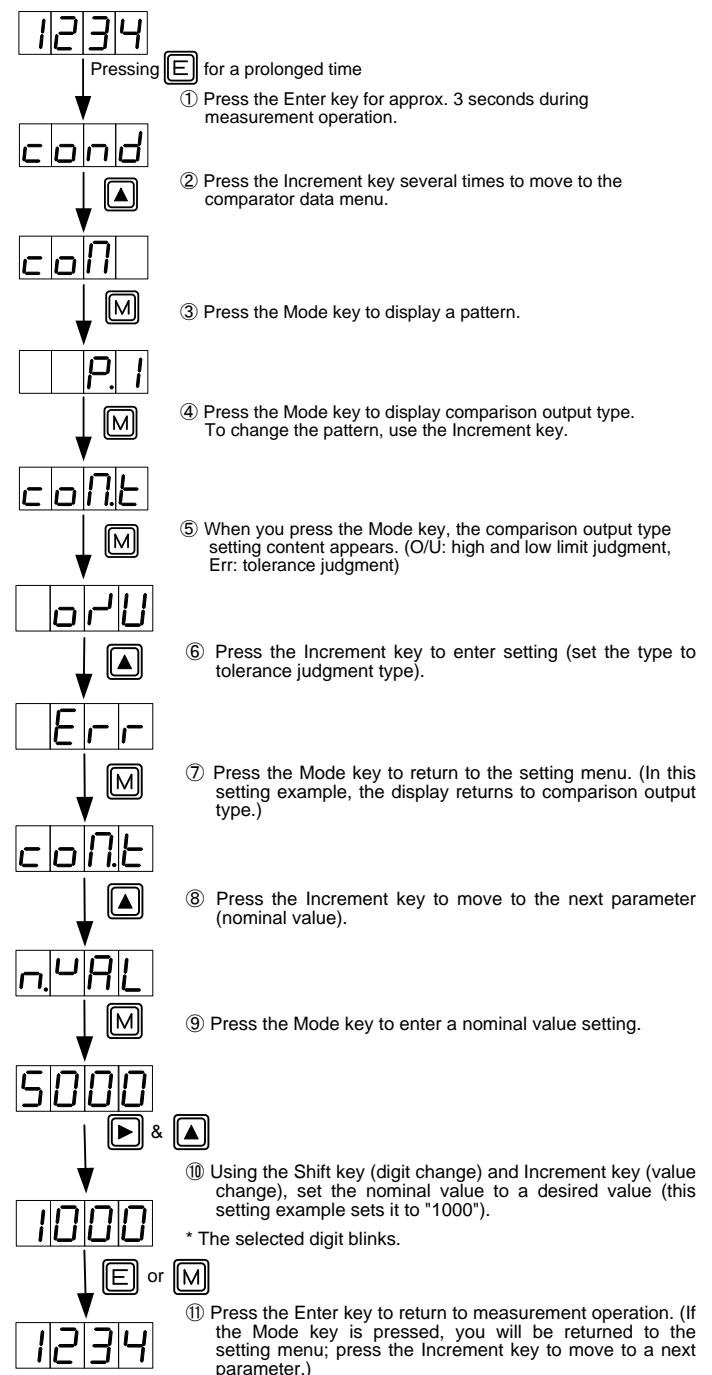 1234
Pressing E for a prolonged time
① Press the Enter key for approx. 3 seconds during
measurement operation.
cond
② Press the Increment key several times to move to the
comparator data menu.
coM
M
③ Press the Mode key to display a pattern.
P. 1
M
④ Press the Mode key to display comparison output type.
To change the pattern, use the Increment key.
coM.t
M
⑤ When you press the Mode key, the comparison output type
setting content appears. (O/U: high and low limit judgment,
Err: tolerance judgment)
o/U
⑥ Press the Increment key to enter setting (set the type to
tolerance judgment type).
Err
M
⑦ Press the Mode key to return to the setting menu. (In this
setting example, the display returns to comparison output
type.)
coM.t
⑧ Press the Increment key to move to the next parameter
(nominal value).
n.VAL
M
⑨ Press the Mode key to enter a nominal value setting.
5000
▶ & ▲
⑩ Using the Shift key (digit change) and Increment key (value
change), set the nominal value to a desired value (this
setting example sets it to "1000").
1000
* The selected digit blinks.
E or M
⑪ Press the Enter key to return to measurement operation. (If
the Mode key is pressed, you will be returned to the
setting menu; press the Increment key to move to a next
parameter.)
1234